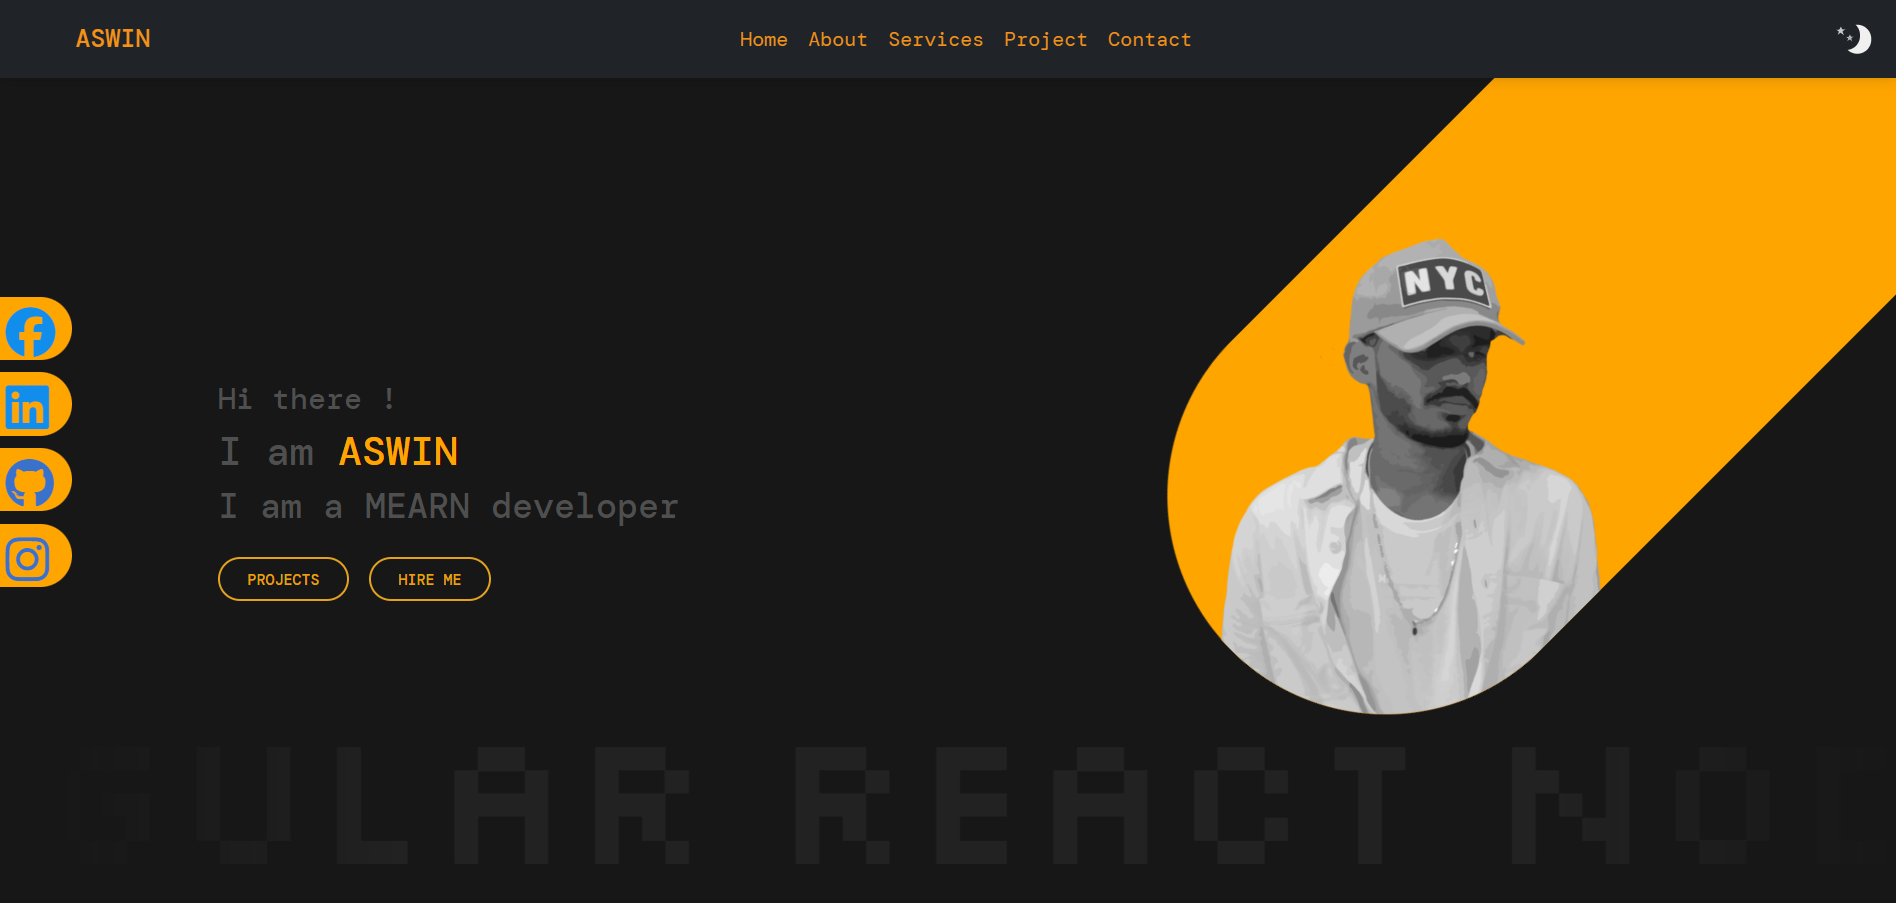 ASWIN
Home About Services Project Contact
NYC
Hi there !
I am ASWIN
I am a MEARN developer
PROJECTS HIRE ME
GULAR REACT NO